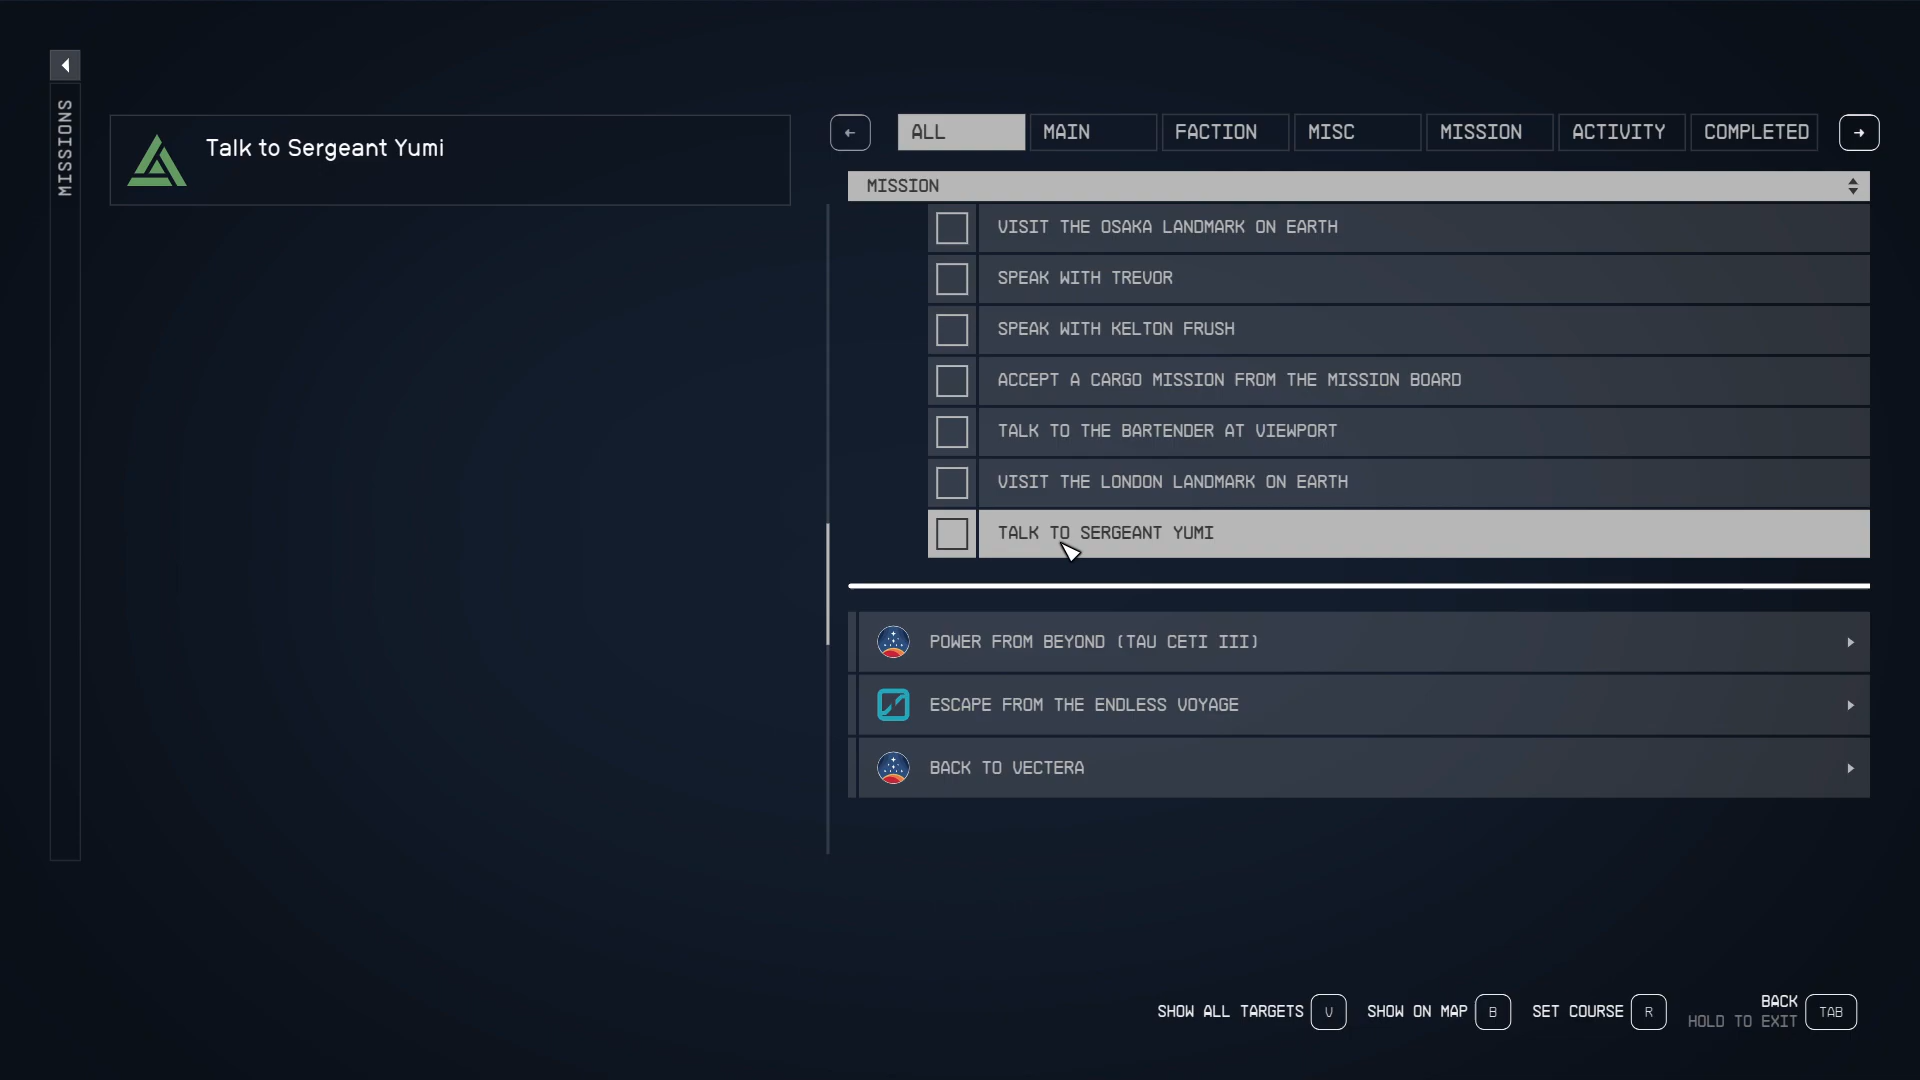 MISSIONS
Talk to Sergeant Yumi
ALL MAIN FACTION MISC MISSION ACTIVITY COMPLETED
MISSION
VISIT THE OSAKA LANDMARK ON EARTH
SPEAK WITH TREVOR
SPEAK WITH KELTON FRUSH
ACCEPT A CARGO MISSION FROM THE MISSION BOARD
TALK TO THE BARTENDER AT VIEWPORT
VISIT THE LONDON LANDMARK ON EARTH
TALK TO SERGEANT YUMI
POWER FROM BEYOND (TAU CETI III)
ESCAPE FROM THE ENDLESS VOYAGE
BACK TO VECTERA
SHOW ALL TARGETS V SHOW ON MAP B SET COURSE R BACK TAB
HOLD TO EXIT